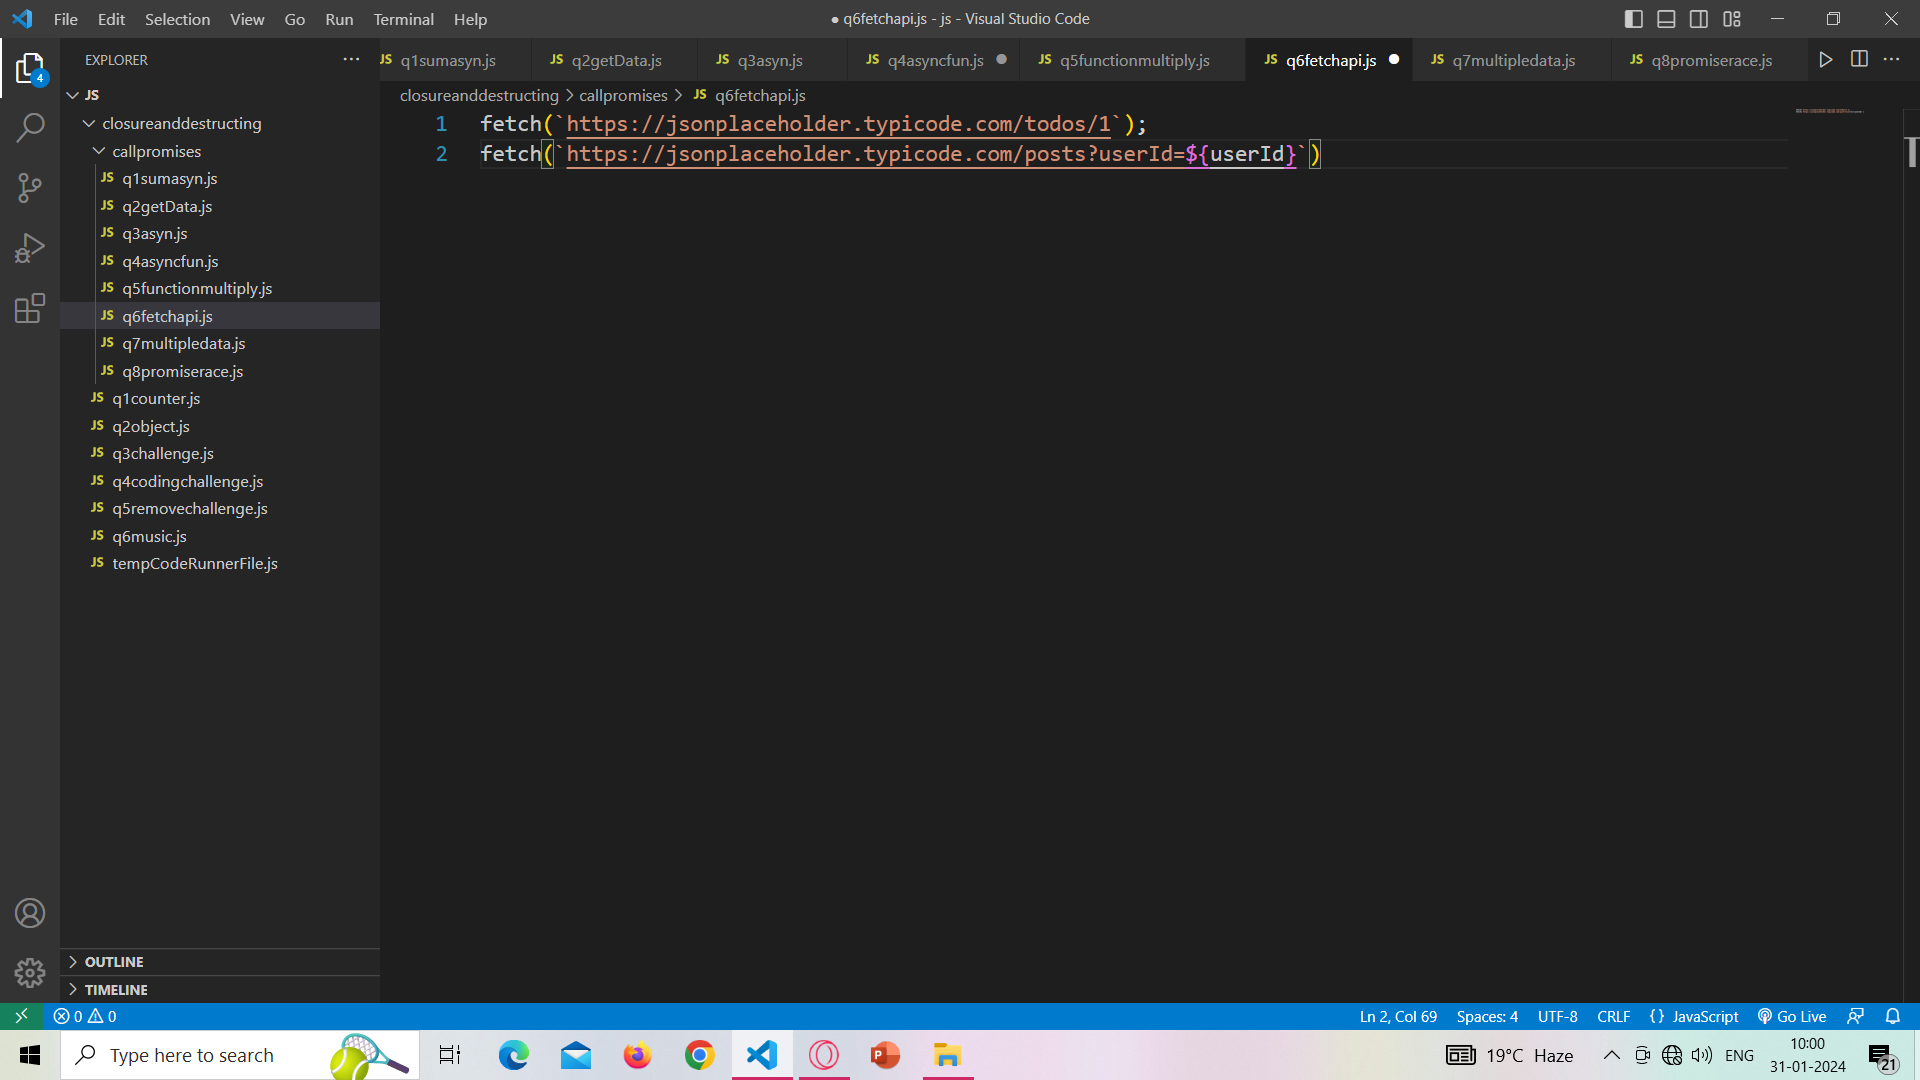 File Edit Selection View Go Run Terminal Help
● q6fetchapi.js - js - Visual Studio Code
EXPLORER
JS q1sumasyn.js JS q2getData.js JS q3asyn.js JS q4asyncfun.js JS q5functionmultiply.js JS q6fetchapi.js JS q7multipledata.js JS q8promiserace.js
closureanddestructing > callpromises > JS q6fetchapi.js
JS
closureanddestructing
callpromises
JS q1sumasyn.js
JS q2getData.js
JS q3asyn.js
JS q4asyncfun.js
JS q5functionmultiply.js
JS q6fetchapi.js
JS q7multipledata.js
JS q8promiserace.js
JS q1counter.js
JS q2object.js
JS q3challenge.js
JS q4codingchallenge.js
JS q5removechallenge.js
JS q6music.js
JS tempCodeRunnerFile.js
OUTLINE
TIMELINE
4
1 fetch(`https://jsonplaceholder.typicode.com/todos/1`);
2 fetch(`https://jsonplaceholder.typicode.com/posts?userId=${userId}`)
0 0
Ln 2, Col 69 Spaces: 4 UTF-8 CRLF {} JavaScript Go Live
Type here to search
P
19°C Haze
ENG
10:00
31-01-2024
21